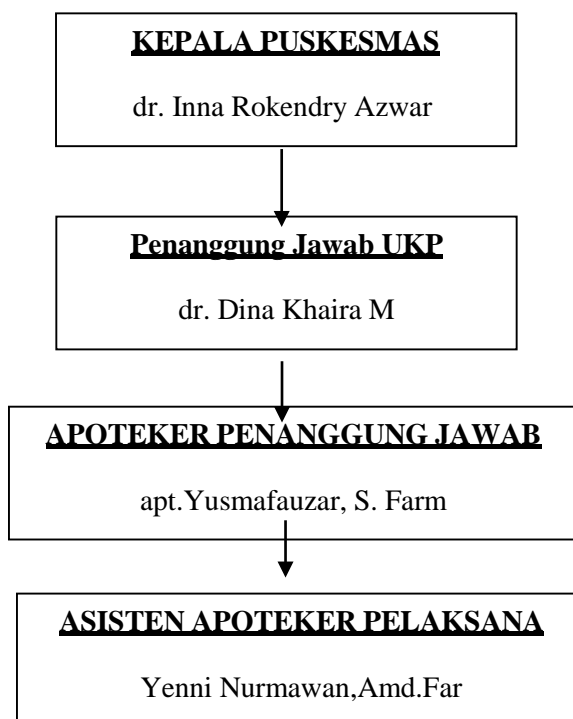 KEPALA PUSKESMAS
dr. Inna Rokendry Azwar
Penanggung Jawab UKP
dr. Dina Khaira M
APOTEKER PENANGGUNG JAWAB
apt.Yusmafauzar, S. Farm
ASISTEN APOTEKER PELAKSANA
Yenni Nurmawan,Amd.Far